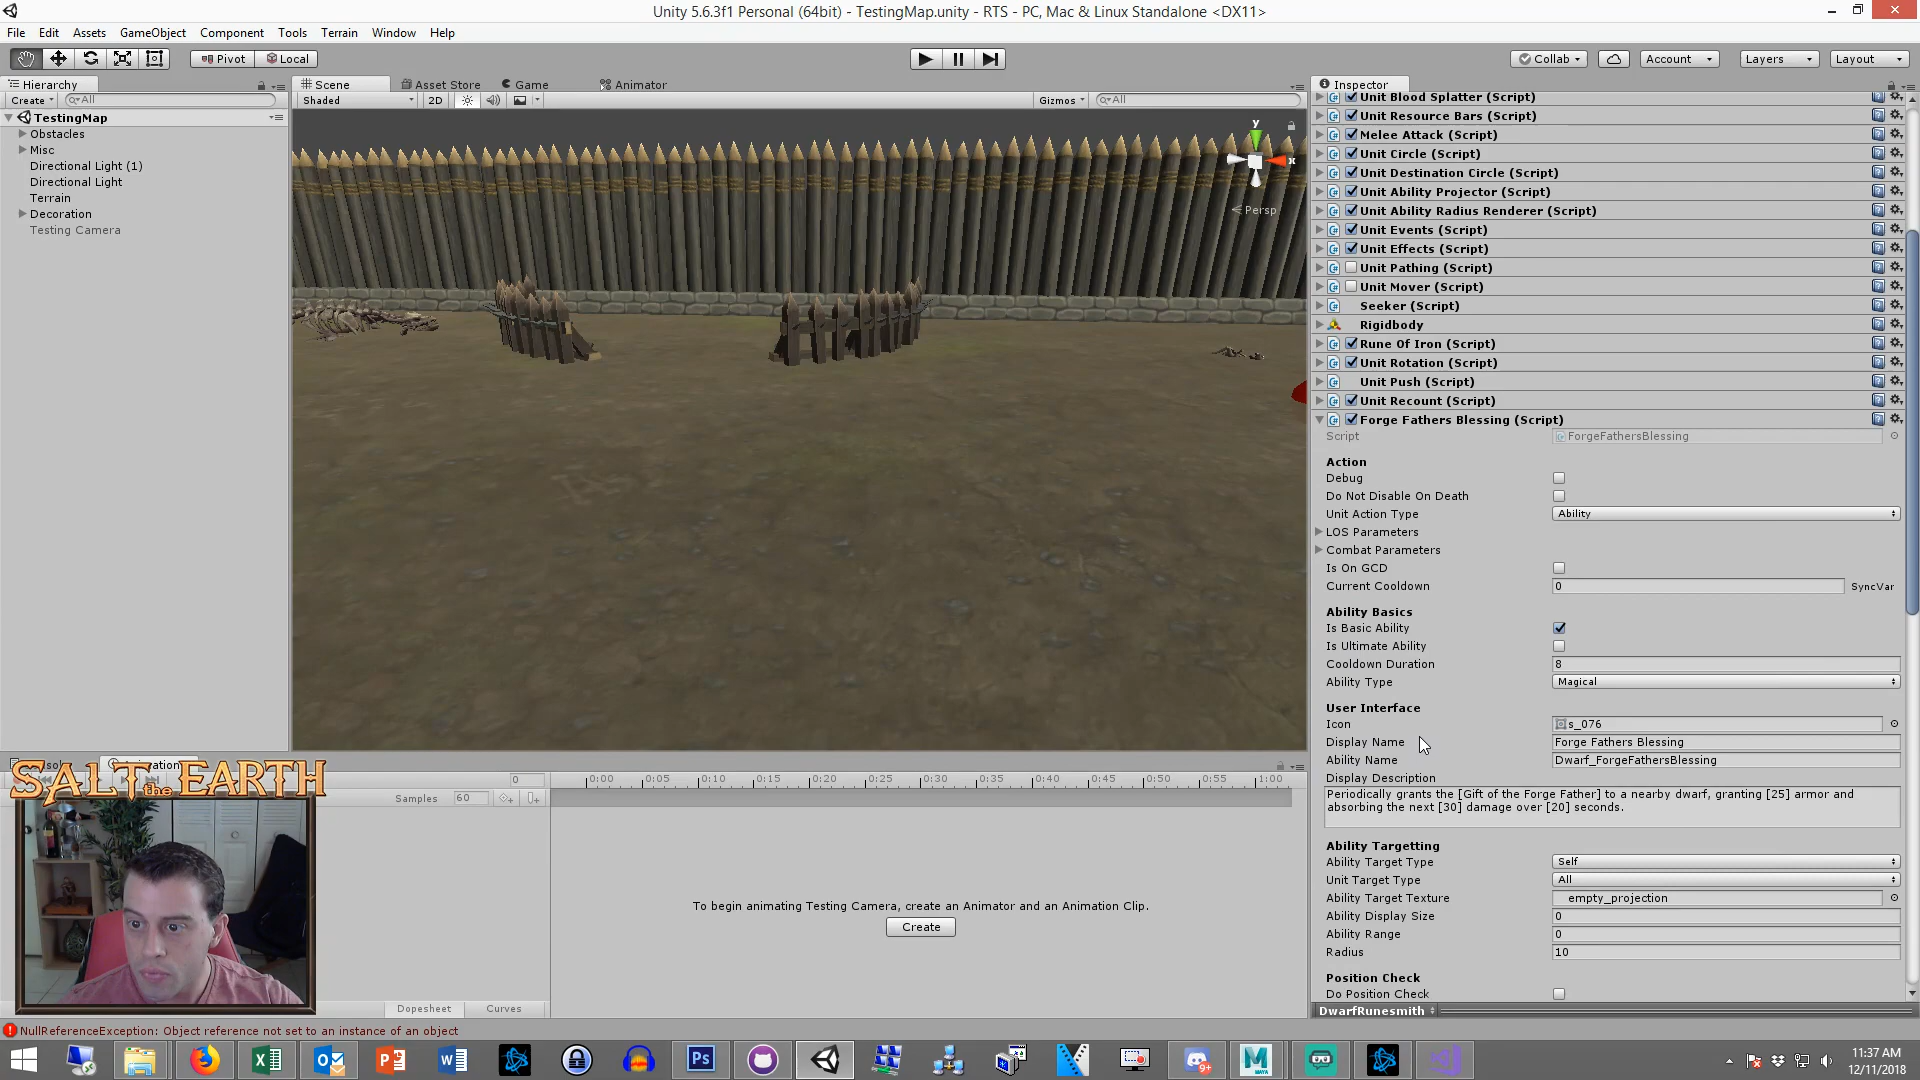 Unity 5.6.3f1 Personal (64bit) - TestingMap.unity - RTS - PC, Mac & Linux Standalone <DX11>
File Edit Assets GameObject Component Tools Terrain Window Help
Pivot Local Collab Account Layers Layout
Hierarchy
Create All
TestingMap
Obstacles
Misc
Directional Light (1)
Directional Light
Terrain
Decoration
Testing Camera
Scene Asset Store Game Animator
Shaded 2D Gizmos All
y
x
Persp
Inspector
Unit Blood Splatter (Script)
Unit Resource Bars (Script)
Melee Attack (Script)
Unit Circle (Script)
Unit Destination Circle (Script)
Unit Ability Projector (Script)
Unit Ability Radius Renderer (Script)
Unit Events (Script)
Unit Effects (Script)
Unit Pathing (Script)
Unit Mover (Script)
Seeker (Script)
Rigidbody
Rune Of Iron (Script)
Unit Rotation (Script)
Unit Push (Script)
Unit Recount (Script)
Forge Fathers Blessing (Script)
Script ForgeFathersBlessing
Action
Debug
Do Not Disable On Death
Unit Action Type Ability
LOS Parameters
Combat Parameters
Is On GCD
Current Cooldown 0 SyncVar
Ability Basics
Is Basic Ability
Is Ultimate Ability
Cooldown Duration 8
Ability Type Magical
User Interface
Icon s_076
Display Name Forge Fathers Blessing
Ability Name Dwarf_ForgeFathersBlessing
Display Description
Periodically grants the [Gift of the Forge Father] to a nearby dwarf, granting [25] armor and
absorbing the next [30] damage over [20] seconds.
Ability Targetting
Ability Target Type Self
Unit Target Type All
Ability Target Texture empty_projection
Ability Display Size 0
Ability Range 0
Radius 10
Position Check
Do Position Check
DwarfRunesmith
SALT the EARTH
0 0:00 0:05 0:10 0:15 0:20 0:25 0:30 0:35 0:40 0:45 0:50 0:55 1:00
Samples 60
To begin animating Testing Camera, create an Animator and an Animation Clip.
Create
Dopesheet Curves
NullReferenceException: Object reference not set to an instance of an object
Ps
9+
MAYA
11:37 AM
12/11/2018